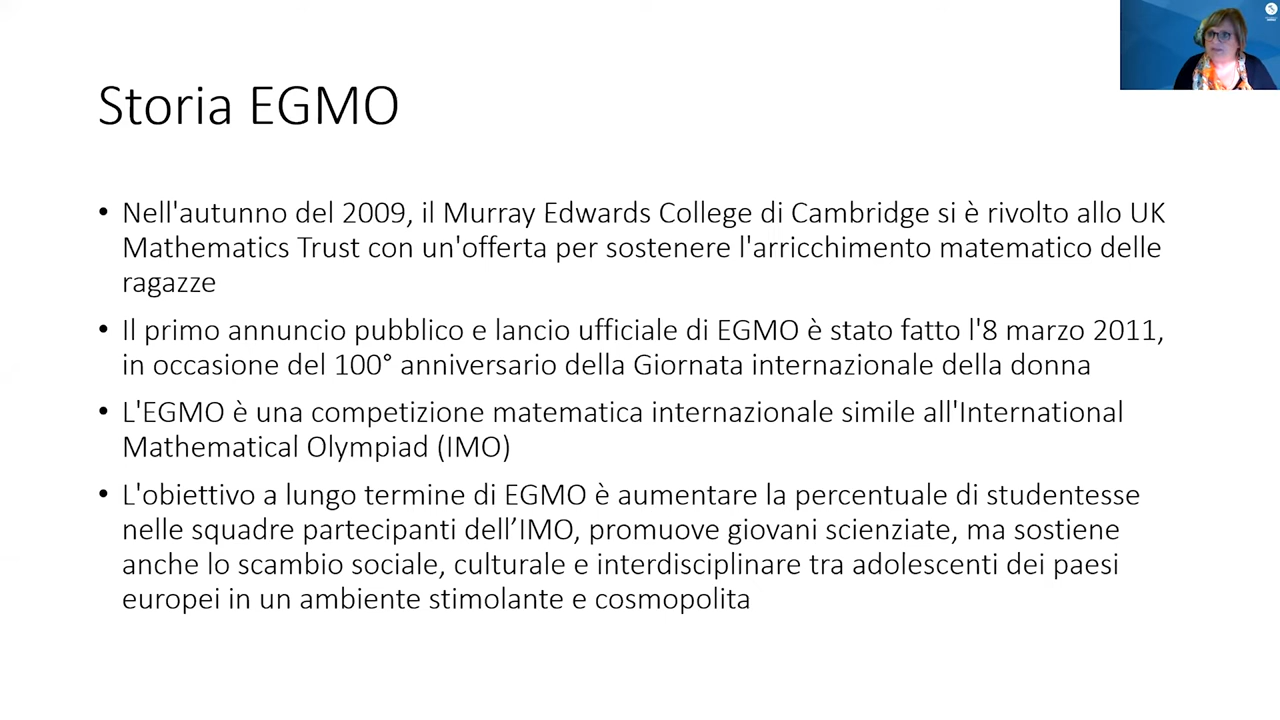 Storia EGMO
• Nell'autunno del 2009, il Murray Edwards College di Cambridge si è rivolto allo UK
Mathematics Trust con un'offerta per sostenere l'arricchimento matematico delle
ragazze
• Il primo annuncio pubblico e lancio ufficiale di EGMO è stato fatto l'8 marzo 2011,
in occasione del 100° anniversario della Giornata internazionale della donna
• L'EGMO è una competizione matematica internazionale simile all'International
Mathematical Olympiad (IMO)
• L'obiettivo a lungo termine di EGMO è aumentare la percentuale di studentesse
nelle squadre partecipanti dell’IMO, promuove giovani scienziate, ma sostiene
anche lo scambio sociale, culturale e interdisciplinare tra adolescenti dei paesi
europei in un ambiente stimolante e cosmopolita